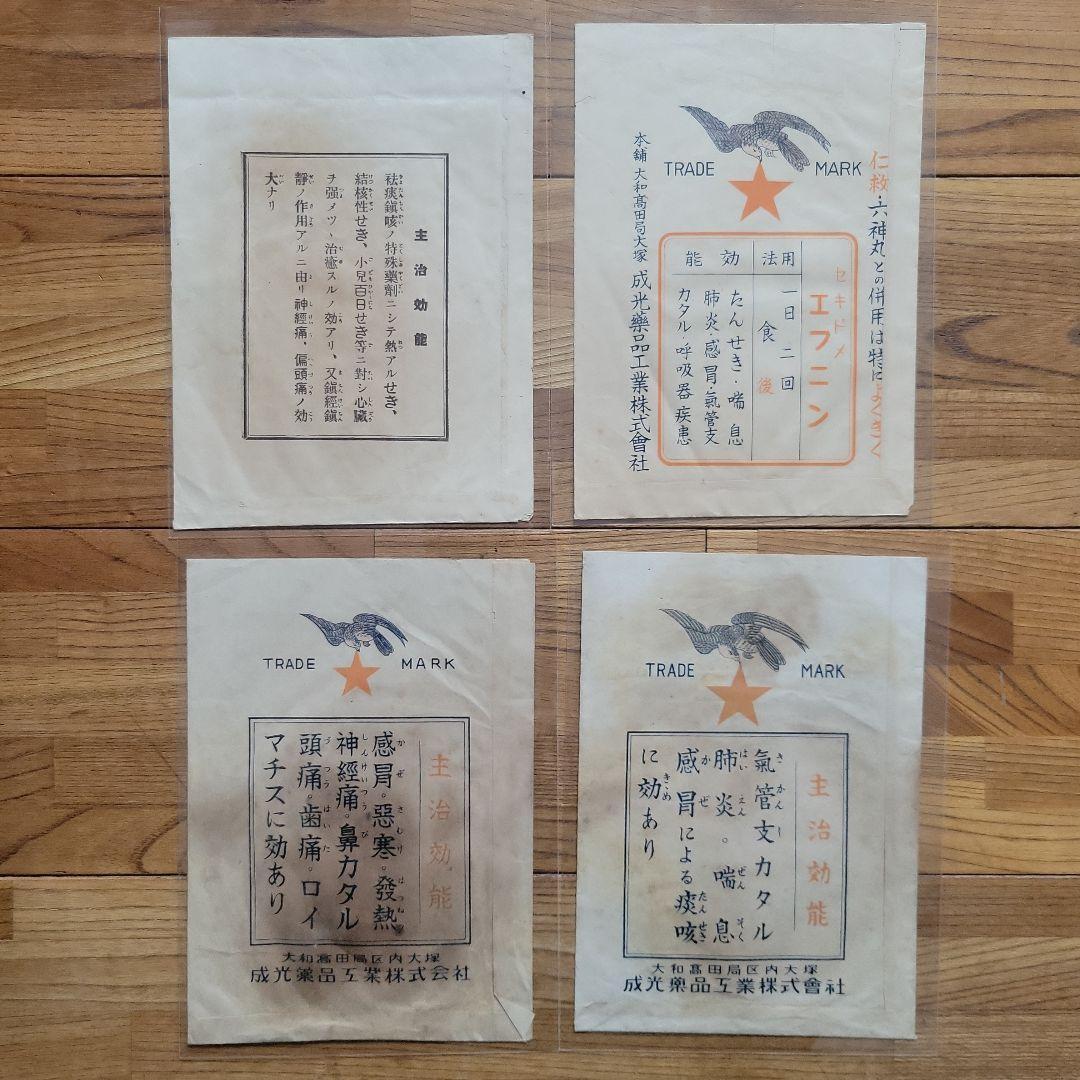 主治効能
袪痰鎭咳ノ特殊藥劑ニシテ熱アルせき、
結核性せき、小兒百日せき等ニ對シ心臓
ヲ强メツヽ治癒スルノ効アリ、又鎭經鎭
靜ノ作用アルニ由リ神經痛、偏頭痛ノ効
大ナリ
TRADE MARK
仁救・六神丸との併用は特によくきく
セキドメ
エフニン
用法
一日二回
食後
効能
たんせき・喘息
肺炎・感冒・氣管支
カタル・呼吸器疾患
本舗 大和髙田局大塚 成光藥品工業株式會社
TRADE MARK
主治効能
感冒。惡寒。發熱
神經痛。鼻カタル
頭痛。歯痛。ロイ
マチスに効あり
大和髙田局区内大塚
成光薬品工業株式会社
TRADE MARK
主治効能
氣管支カタル
肺炎。喘息
感冒による痰咳
に効あり
大和髙田局区内大塚
成光薬品工業株式會社